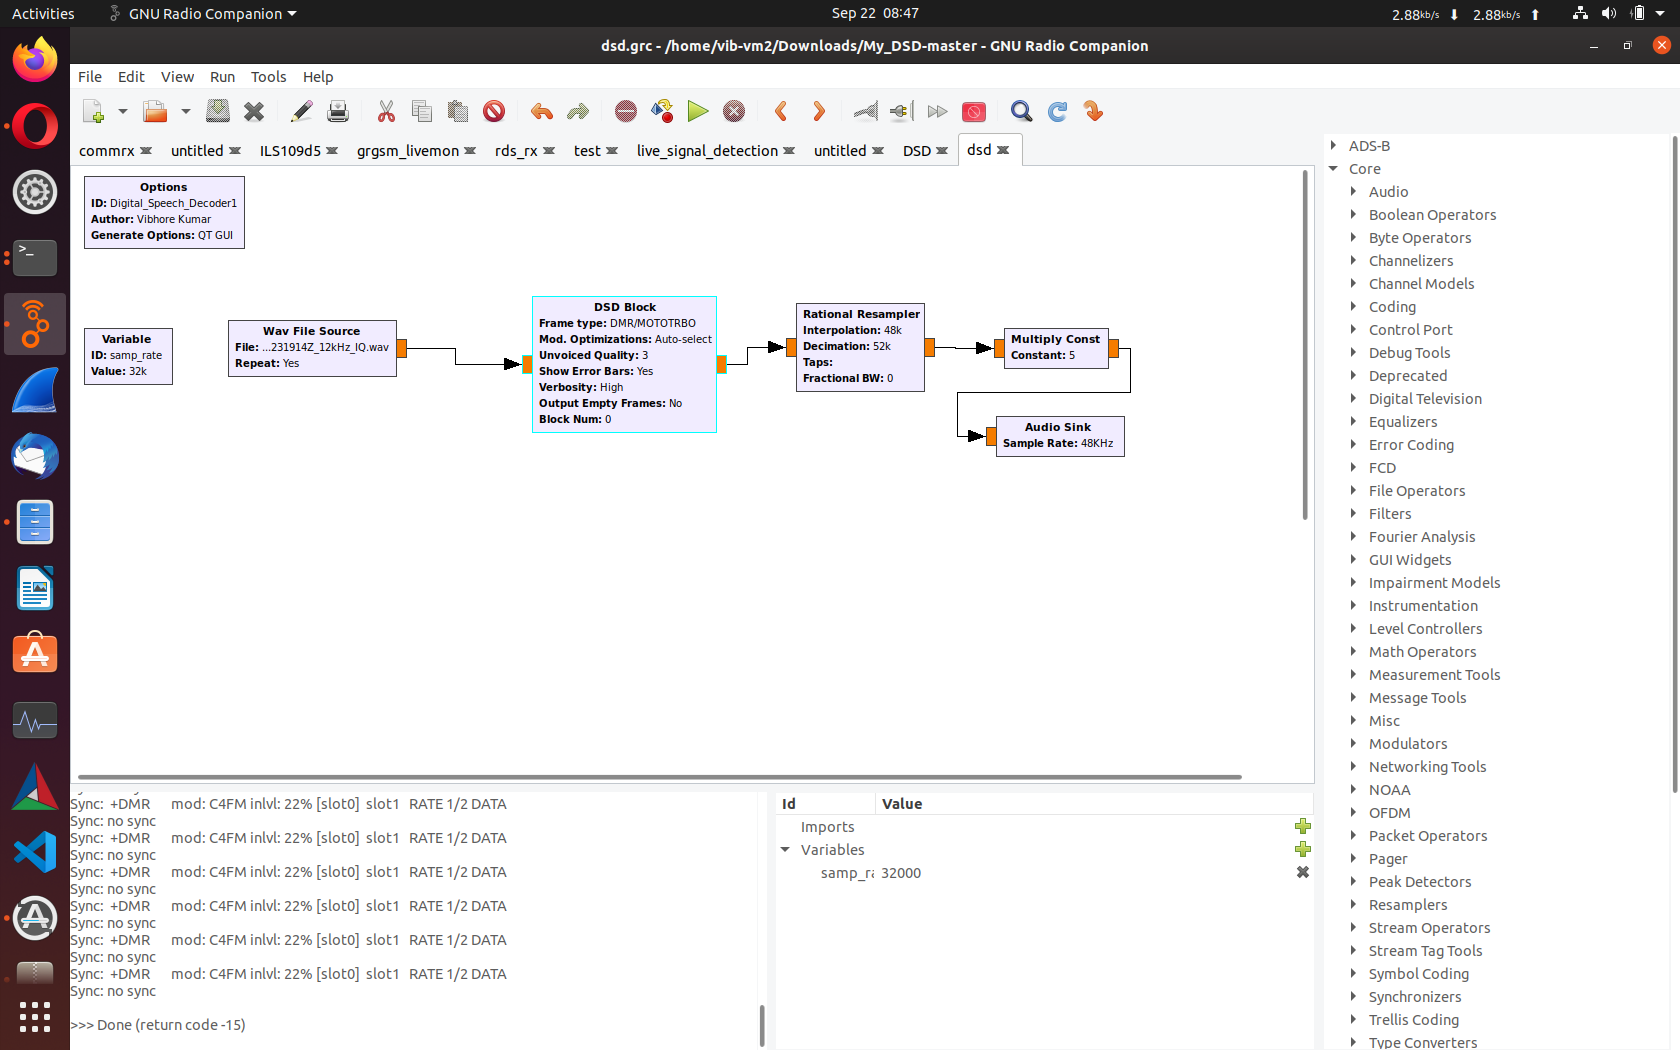 Activities
GNU Radio Companion
Sep 22 08:47
2.88kb/s 2.88kb/s
dsd.grc - /home/vib-vm2/Downloads/My_DSD-master - GNU Radio Companion
File Edit View Run Tools Help
commrx untitled ILS109d5 grgsm_livemon rds_rx test live_signal_detection untitled DSD dsd
Options
ID: Digital_Speech_Decoder1
Author: Vibhore Kumar
Generate Options: QT GUI
Variable
ID: samp_rate
Value: 32k
Wav File Source
File: ...231914Z_12kHz_IQ.wav
Repeat: Yes
DSD Block
Frame type: DMR/MOTOTRBO
Mod. Optimizations: Auto-select
Unvoiced Quality: 3
Show Error Bars: Yes
Verbosity: High
Output Empty Frames: No
Block Num: 0
Rational Resampler
Interpolation: 48k
Decimation: 52k
Taps:
Fractional BW: 0
Multiply Const
Constant: 5
Audio Sink
Sample Rate: 48KHz
Sync: +DMR mod: C4FM inlvl: 22% [slot0] slot1 RATE 1/2 DATA
Sync: no sync
Sync: +DMR mod: C4FM inlvl: 22% [slot0] slot1 RATE 1/2 DATA
Sync: no sync
Sync: +DMR mod: C4FM inlvl: 22% [slot0] slot1 RATE 1/2 DATA
Sync: no sync
Sync: +DMR mod: C4FM inlvl: 22% [slot0] slot1 RATE 1/2 DATA
Sync: no sync
Sync: +DMR mod: C4FM inlvl: 22% [slot0] slot1 RATE 1/2 DATA
Sync: no sync
Sync: +DMR mod: C4FM inlvl: 22% [slot0] slot1 RATE 1/2 DATA
Sync: no sync
>>> Done (return code -15)
Id Value
Imports
Variables
samp_ra 32000
ADS-B
Core
Audio
Boolean Operators
Byte Operators
Channelizers
Channel Models
Coding
Control Port
Debug Tools
Deprecated
Digital Television
Equalizers
Error Coding
FCD
File Operators
Filters
Fourier Analysis
GUI Widgets
Impairment Models
Instrumentation
Level Controllers
Math Operators
Measurement Tools
Message Tools
Misc
Modulators
Networking Tools
NOAA
OFDM
Packet Operators
Pager
Peak Detectors
Resamplers
Stream Operators
Stream Tag Tools
Symbol Coding
Synchronizers
Trellis Coding
Type Converters